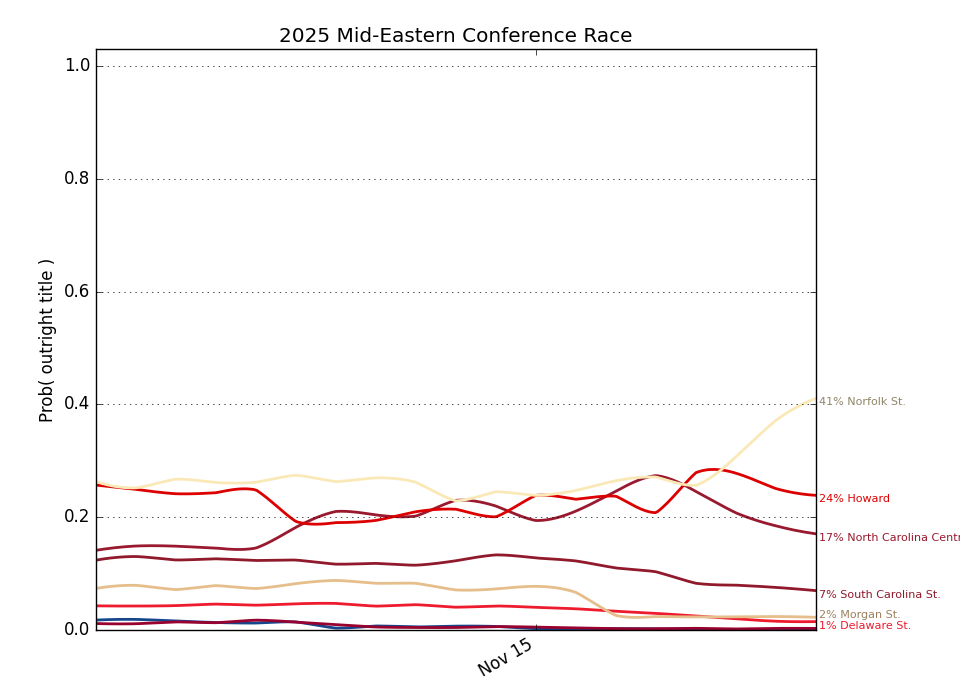 2025 Mid-Eastern Conference Race
Prob( outright title )
1.0
0.8
0.6
0.4
0.2
0.0
Nov 15
41% Norfolk St.
24% Howard
17% North Carolina Centr
7% South Carolina St.
2% Morgan St.
1% Delaware St.